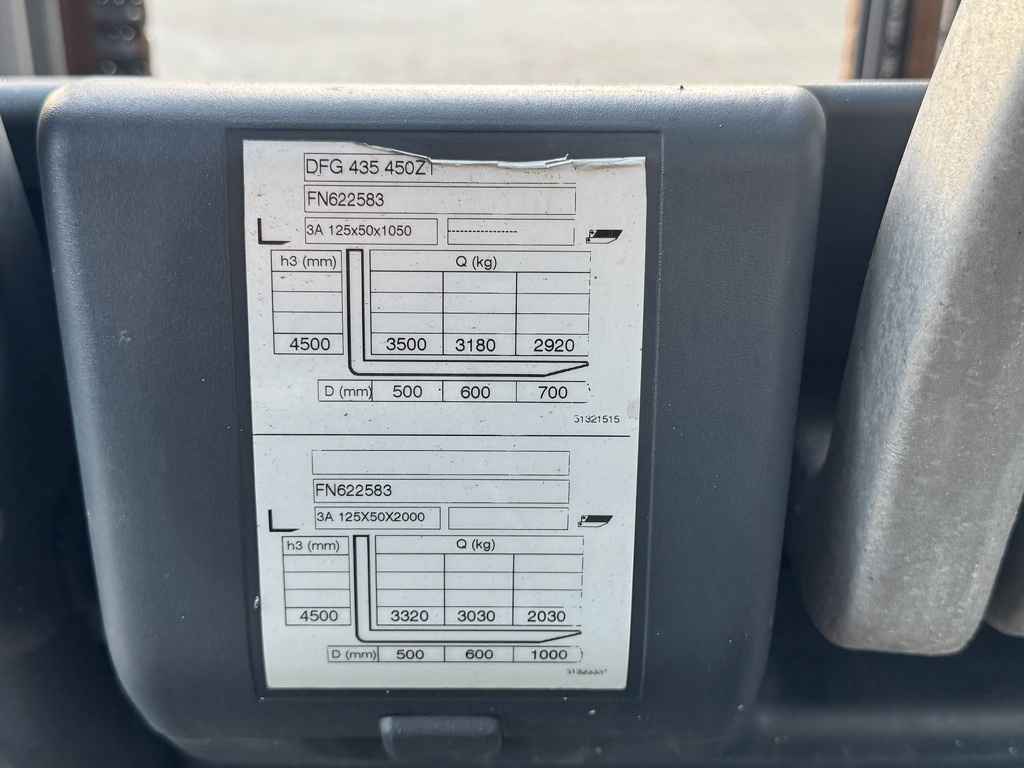 DFG 435 450ZT
FN622583
3A 125x50x1050 --------------
h3 (mm) Q (kg)
4500 3500 3180 2920
D (mm) 500 600 700
51321515
FN622583
3A 125X50X2000
h3 (mm) Q (kg)
4500 3320 3030 2030
D (mm) 500 600 1000